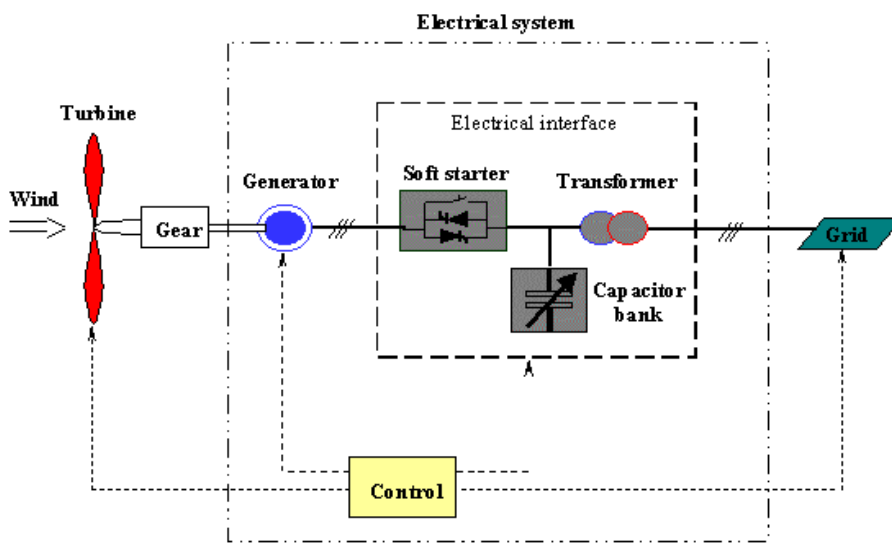 Electrical system
Turbine
Electrical interface
Soft starter
Generator
Transformer
Wind
Gear
Grid
Capacitor
bank
Control